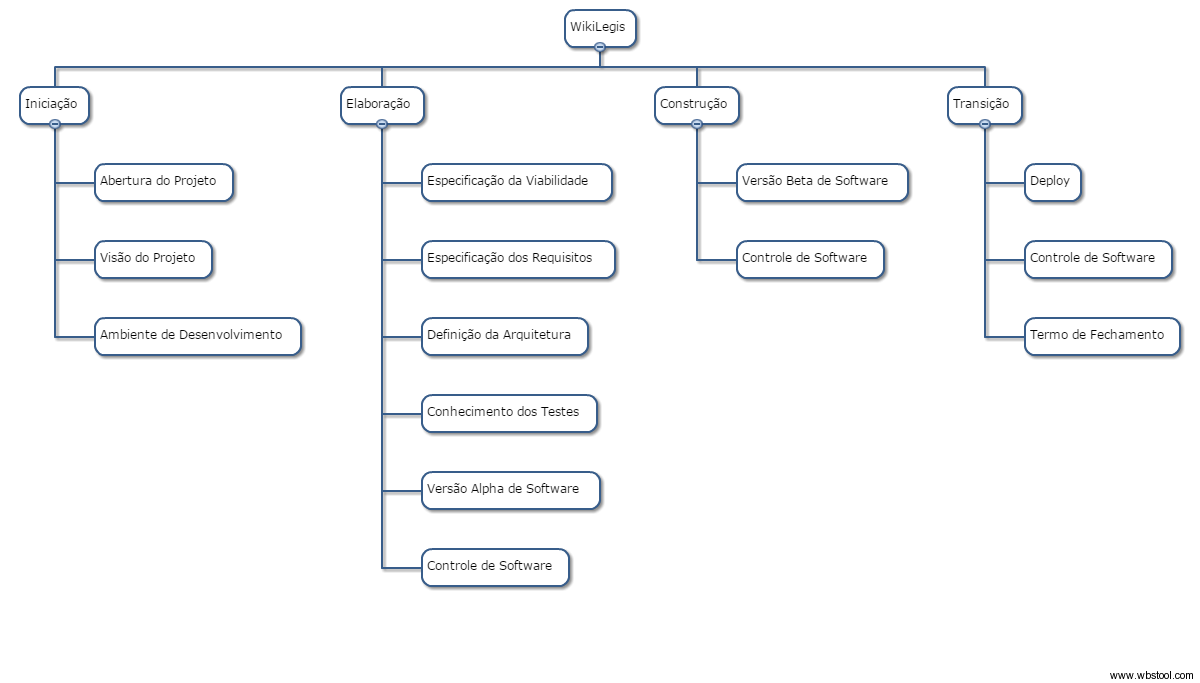 WikiLegis
Iniciação
Elaboração
Construção
Transição
Abertura do Projeto
Visão do Projeto
Ambiente de Desenvolvimento
Especificação da Viabilidade
Especificação dos Requisitos
Definição da Arquitetura
Conhecimento dos Testes
Versão Alpha de Software
Controle de Software
Versão Beta de Software
Controle de Software
Deploy
Controle de Software
Termo de Fechamento
www.wbstool.com